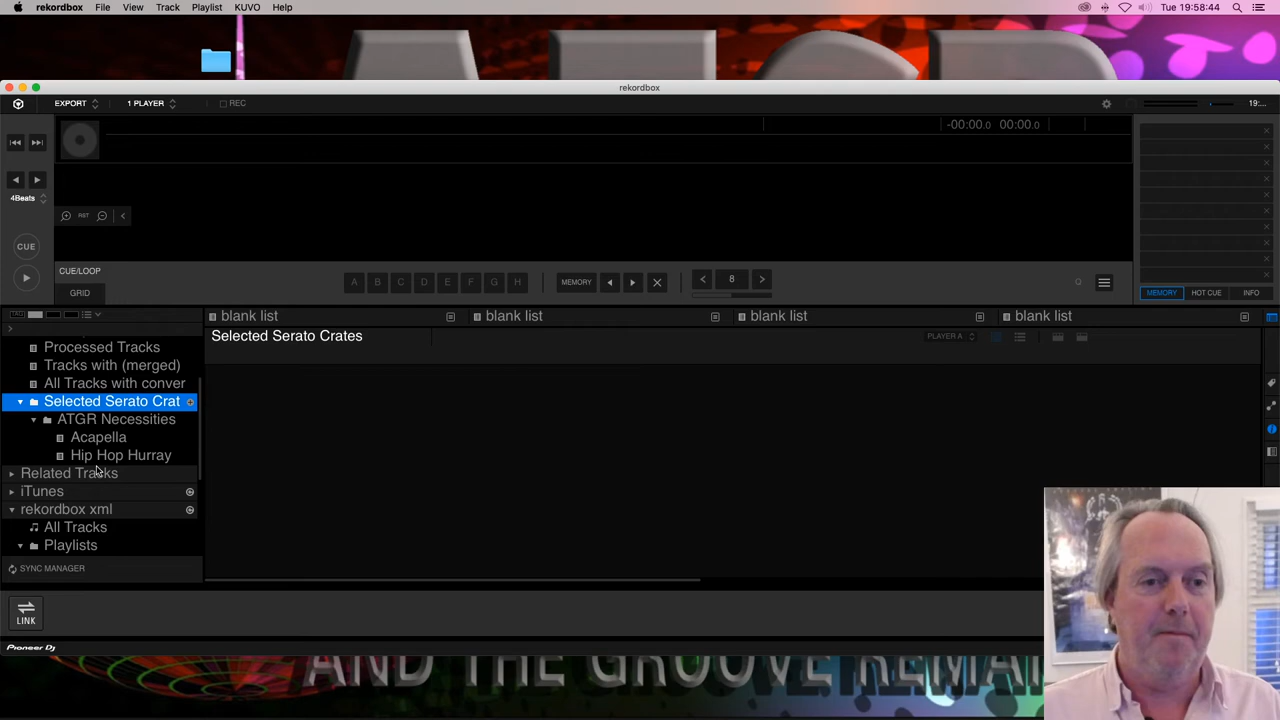 rekordbox File View Track Playlist KUVO Help Tue 19:58:44
rekordbox
EXPORT 1 PLAYER REC 19:...
-00:00.0 00:00.0
4Beats
RST
CUE
CUE/LOOP
GRID
A B C D E F G H MEMORY 8
MEMORY HOT CUE INFO
TAG
blank list blank list blank list blank list
Selected Serato Crates PLAYER A
Processed Tracks
Tracks with (merged)
All Tracks with conver
Selected Serato Crat
ATGR Necessities
Acapella
Hip Hop Hurray
Related Tracks
iTunes
rekordbox xml
All Tracks
Playlists
SYNC MANAGER
LINK
Pioneer Dj
AND THE GROOVE REMA